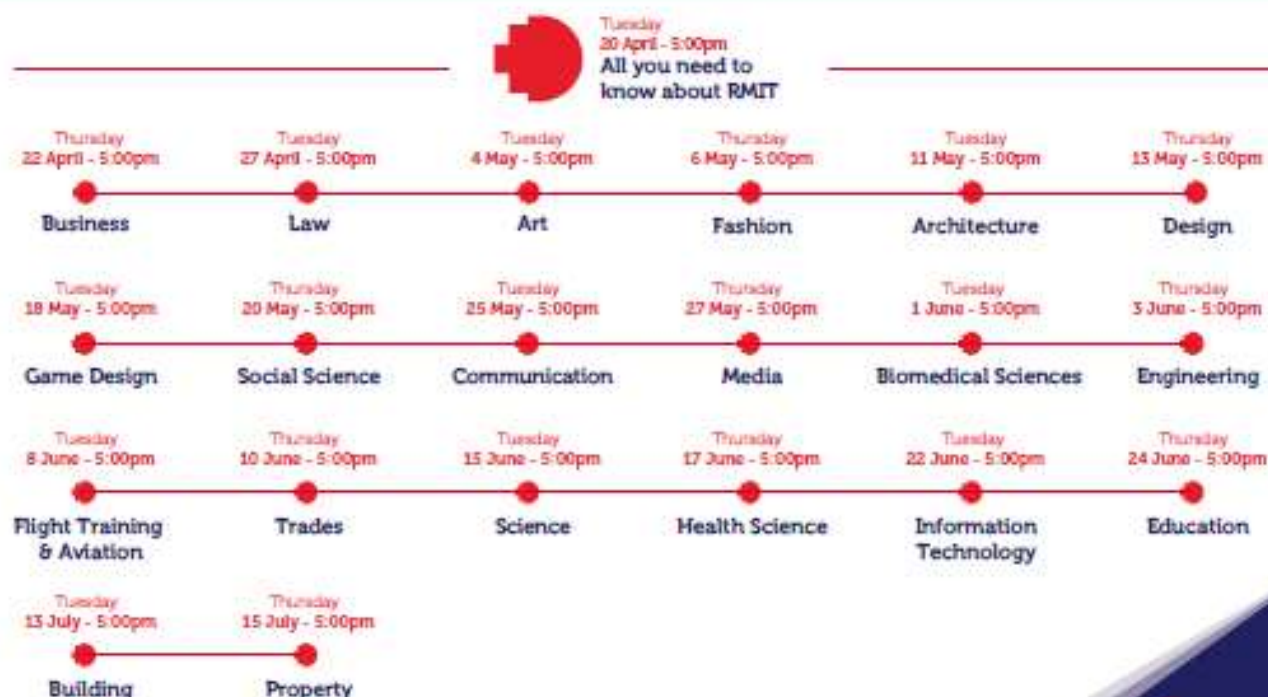 Tuesday
20 April - 5:00pm
All you need to
know about RMIT
Thursday
22 April - 5:00pm
Business
Tuesday
27 April - 5:00pm
Law
Tuesday
4 May - 5:00pm
Art
Thursday
6 May - 5:00pm
Fashion
Tuesday
11 May - 5:00pm
Architecture
Thursday
13 May - 5:00pm
Design
Tuesday
18 May - 5:00pm
Game Design
Thursday
20 May - 5:00pm
Social Science
Tuesday
25 May - 5:00pm
Communication
Thursday
27 May - 5:00pm
Media
Tuesday
1 June - 5:00pm
Biomedical Sciences
Thursday
3 June - 5:00pm
Engineering
Tuesday
8 June - 5:00pm
Flight Training
& Aviation
Thursday
10 June - 5:00pm
Trades
Tuesday
15 June - 5:00pm
Science
Thursday
17 June - 5:00pm
Health Science
Tuesday
22 June - 5:00pm
Information
Technology
Thursday
24 June - 5:00pm
Education
Tuesday
13 July - 5:00pm
Building
Thursday
15 July - 5:00pm
Property